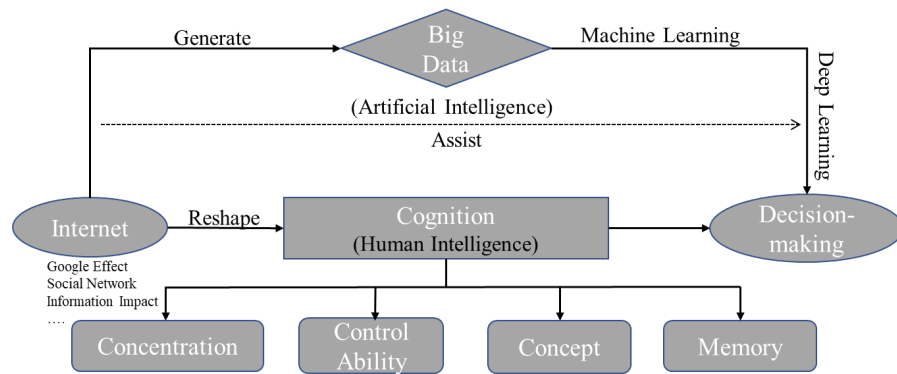 Generate
Big
Data
Machine Learning
Deep Learning
(Artificial Intelligence)
Assist
Internet
Reshape
Cognition
(Human Intelligence)
Decision-
making
Google Effect
Social Network
Information Impact
….
Concentration
Control
Ability
Concept
Memory